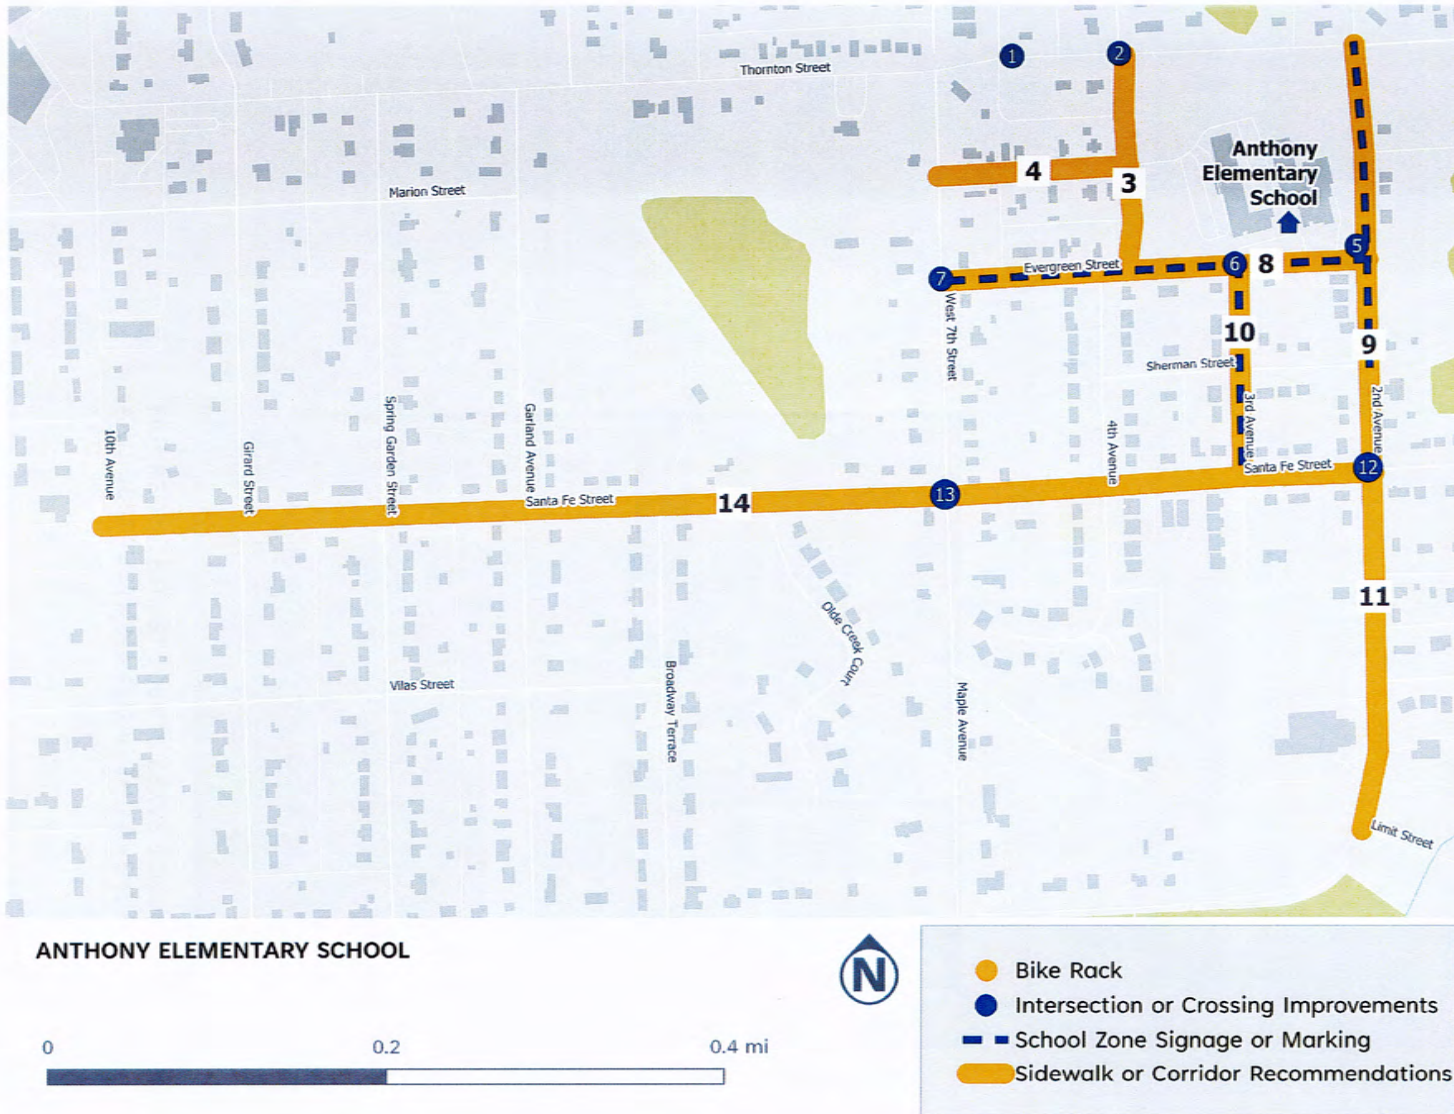 1
2
Thornton Street
Anthony
Elementary
School
4
3
Marion Street
5
6
8
Evergreen Street
7
West 7th Street
10
9
Sherman Street
10th Avenue
Girard Street
Spring Garden Street
Garland Avenue
4th Avenue
3rd Avenue
2nd Avenue
Santa Fe Street
12
13
Santa Fe Street
14
11
Olde Creek Court
Vilas Street
Broadway Terrace
Maple Avenue
Limit Street
ANTHONY ELEMENTARY SCHOOL
N
0
0.2
0.4 mi
Bike Rack
Intersection or Crossing Improvements
School Zone Signage or Marking
Sidewalk or Corridor Recommendations